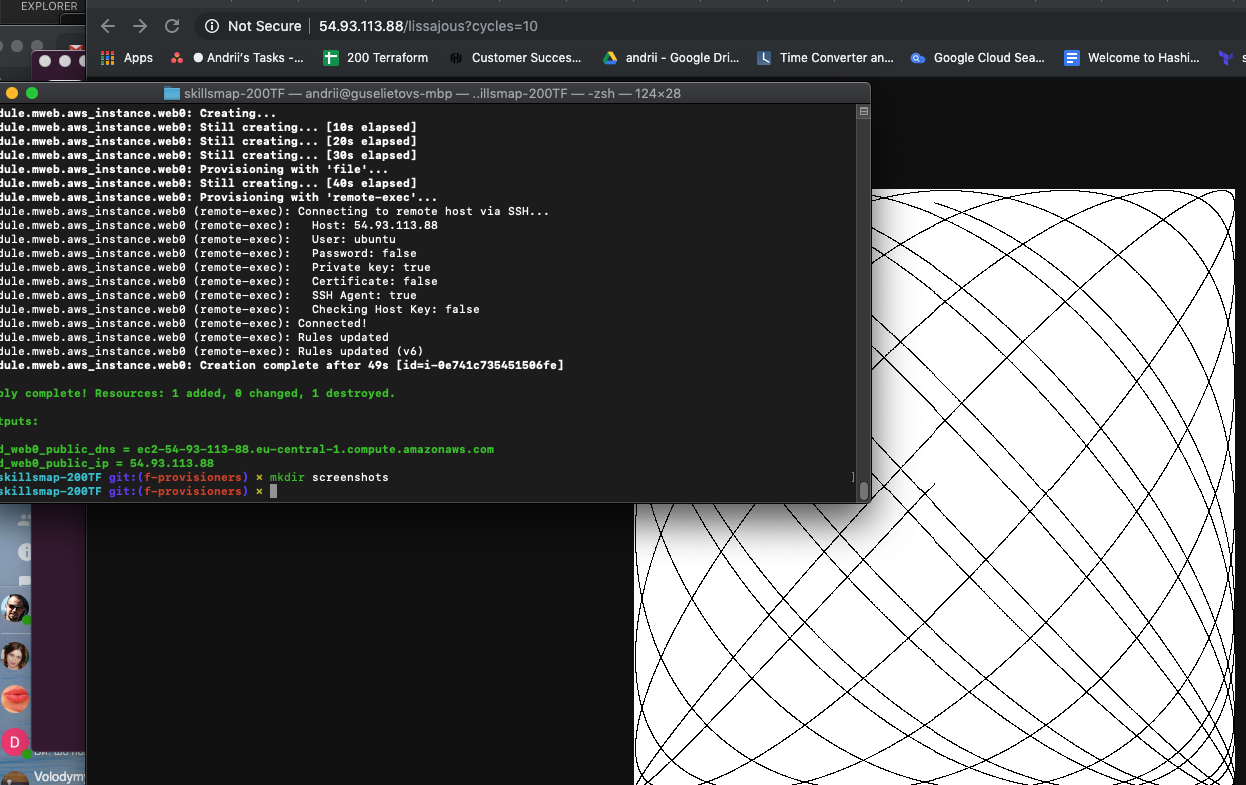 EXPLORER
Not Secure 54.93.113.88/lissajous?cycles=10
Apps Andrii's Tasks -... 200 Terraform Customer Succes... andrii - Google Dri... Time Converter an... Google Cloud Sea... Welcome to Hashi...
skillsmap-200TF — andrii@guselietovs-mbp — ..illsmap-200TF — -zsh — 124×28
dule.mweb.aws_instance.web0: Creating...
dule.mweb.aws_instance.web0: Still creating... [10s elapsed]
dule.mweb.aws_instance.web0: Still creating... [20s elapsed]
dule.mweb.aws_instance.web0: Still creating... [30s elapsed]
dule.mweb.aws_instance.web0: Provisioning with 'file'...
dule.mweb.aws_instance.web0: Still creating... [40s elapsed]
dule.mweb.aws_instance.web0: Provisioning with 'remote-exec'...
dule.mweb.aws_instance.web0 (remote-exec): Connecting to remote host via SSH...
dule.mweb.aws_instance.web0 (remote-exec):   Host: 54.93.113.88
dule.mweb.aws_instance.web0 (remote-exec):   User: ubuntu
dule.mweb.aws_instance.web0 (remote-exec):   Password: false
dule.mweb.aws_instance.web0 (remote-exec):   Private key: true
dule.mweb.aws_instance.web0 (remote-exec):   Certificate: false
dule.mweb.aws_instance.web0 (remote-exec):   SSH Agent: true
dule.mweb.aws_instance.web0 (remote-exec):   Checking Host Key: false
dule.mweb.aws_instance.web0 (remote-exec): Connected!
dule.mweb.aws_instance.web0 (remote-exec): Rules updated
dule.mweb.aws_instance.web0 (remote-exec): Rules updated (v6)
dule.mweb.aws_instance.web0: Creation complete after 49s [id=i-0e741c735451506fe]
ply complete! Resources: 1 added, 0 changed, 1 destroyed.
tputs:
d_web0_public_dns = ec2-54-93-113-88.eu-central-1.compute.amazonaws.com
d_web0_public_ip = 54.93.113.88
skillsmap-200TF git:(f-provisioners) × mkdir screenshots ]
skillsmap-200TF git:(f-provisioners) ×
D
Volodymy